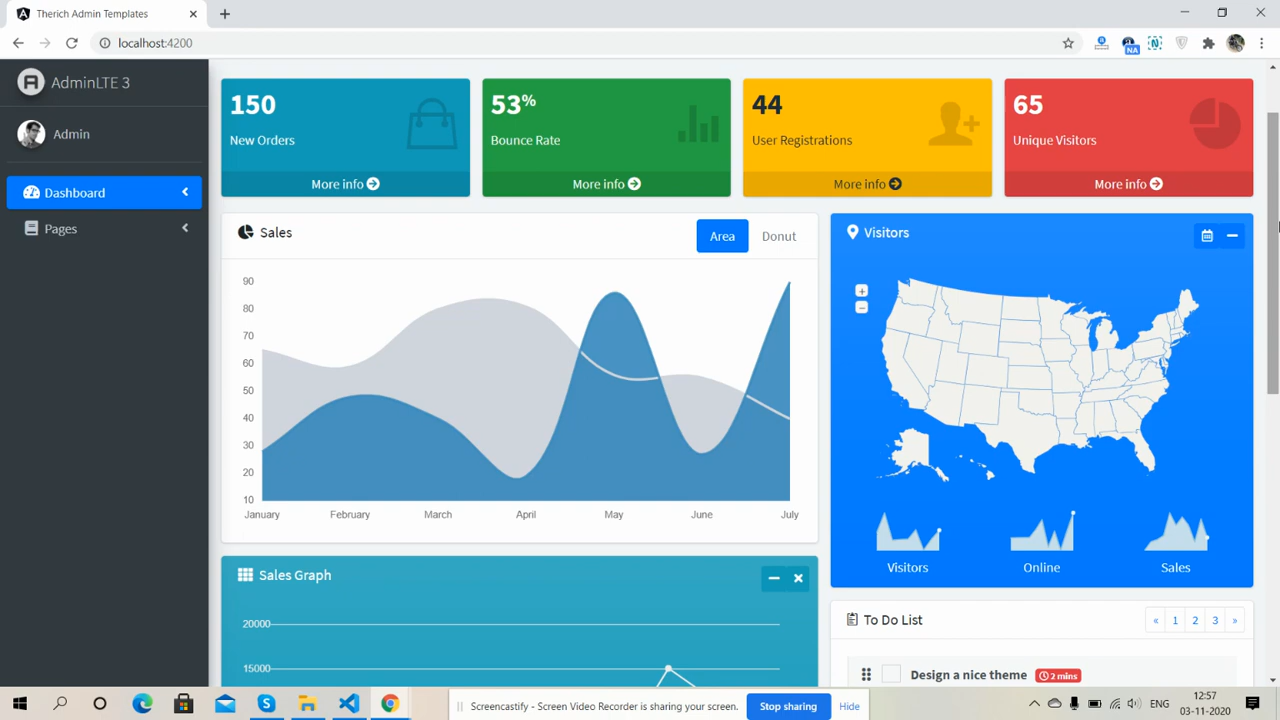 Therich Admin Templates
localhost:4200
NA
AdminLTE 3
Admin
Dashboard
Pages
150
New Orders
More info
53%
Bounce Rate
More info
44
User Registrations
More info
65
Unique Visitors
More info
Sales
Area
Donut
90
80
70
60
50
40
30
20
10
January
February
March
April
May
June
July
Visitors
+
−
Visitors
Online
Sales
Sales Graph
20000
15000
To Do List
«
1
2
3
»
Design a nice theme
2 mins
Screencastify - Screen Video Recorder is sharing your screen.
Stop sharing
Hide
ENG
12:57
03-11-2020